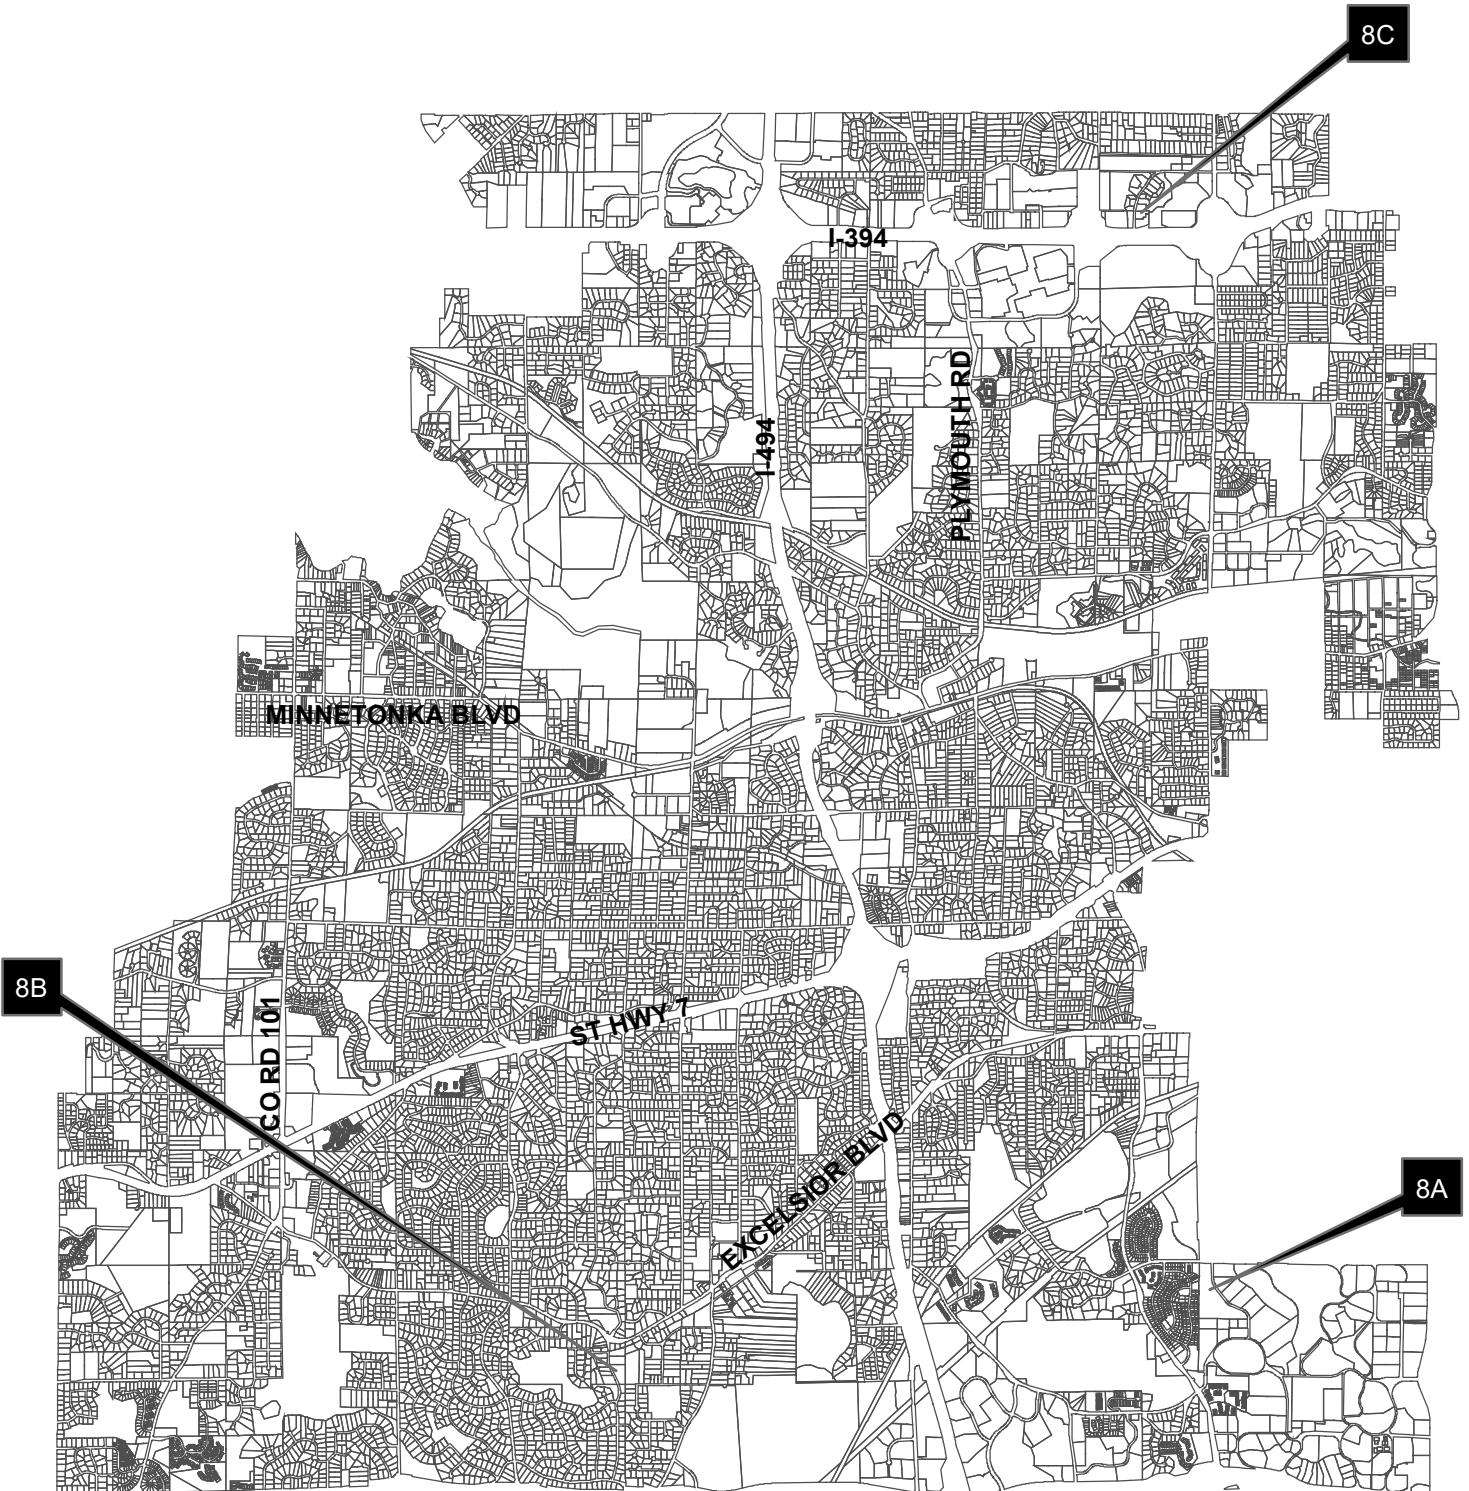 8C
I-394
PLYMOUTH RD
I-494
MINNETONKA BLVD
8B
CO RD 101
ST HWY 7
EXCELSIOR BLVD
8A